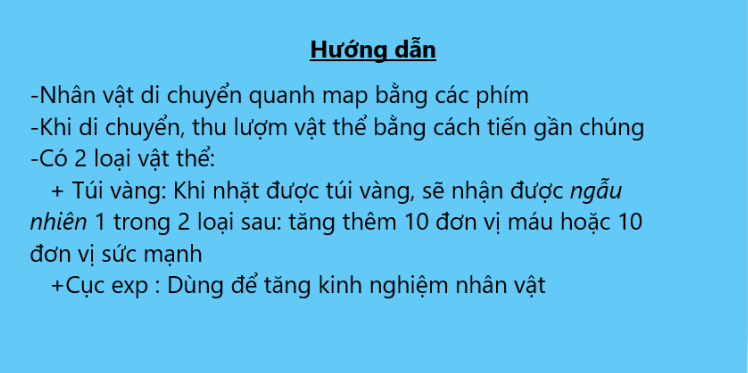 Hướng dẫn
-Nhân vật di chuyển quanh map bằng các phím
-Khi di chuyển, thu lượm vật thể bằng cách tiến gần chúng
-Có 2 loại vật thể:
+ Túi vàng: Khi nhặt được túi vàng, sẽ nhận được ngẫu
nhiên 1 trong 2 loại sau: tăng thêm 10 đơn vị máu hoặc 10
đơn vị sức mạnh
+Cục exp : Dùng để tăng kinh nghiệm nhân vật